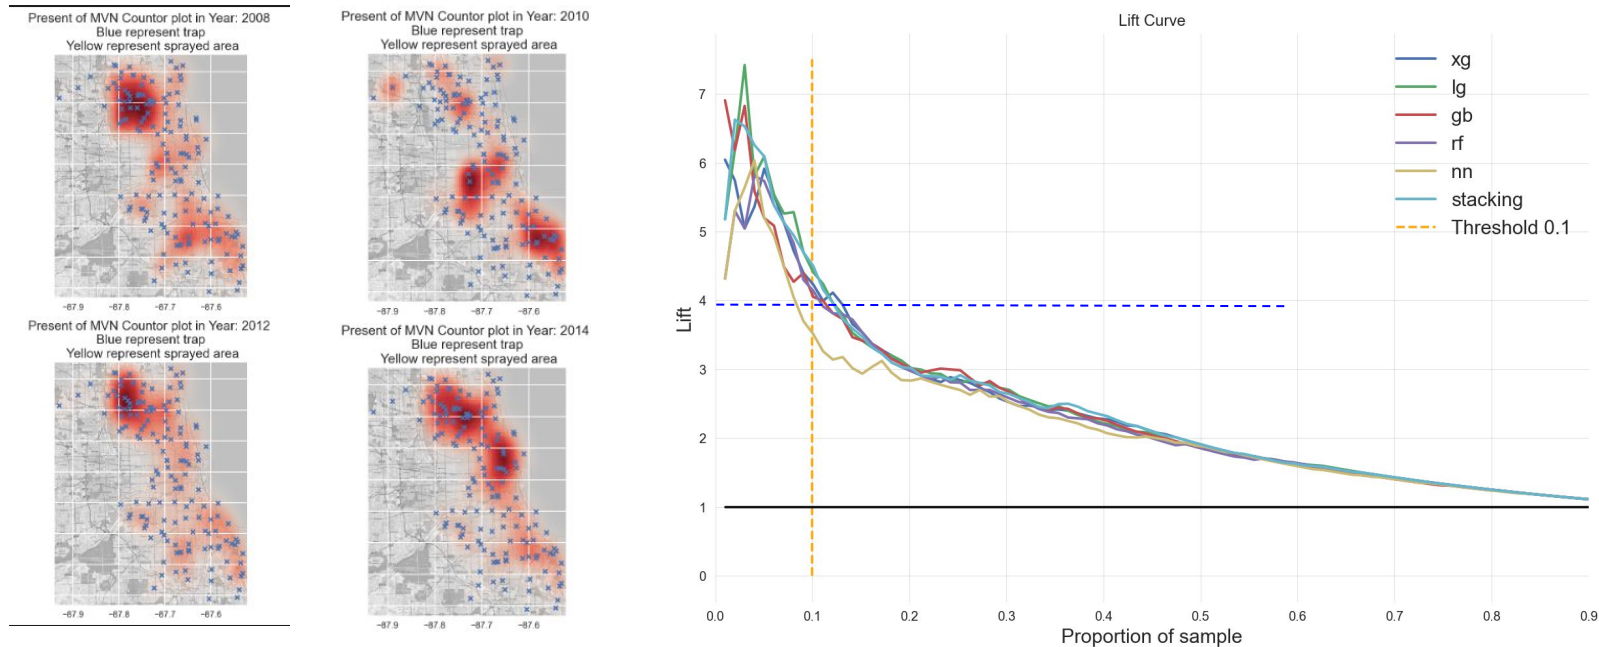 Present of MVN Countor plot in Year: 2008
Blue represent trap
Yellow represent sprayed area
−87.9 −87.8 −87.7 −87.6
Present of MVN Countor plot in Year: 2010
Blue represent trap
Yellow represent sprayed area
−87.9 −87.8 −87.7 −87.6
Present of MVN Countor plot in Year: 2012
Blue represent trap
Yellow represent sprayed area
−87.9 −87.8 −87.7 −87.6
Present of MVN Countor plot in Year: 2014
Blue represent trap
Yellow represent sprayed area
−87.9 −87.8 −87.7 −87.6
Lift Curve
xg
lg
gb
rf
nn
stacking
Threshold 0.1
Lift
7
6
5
4
3
2
1
0
0.0 0.1 0.2 0.3 0.4 0.5 0.6 0.7 0.8 0.9
Proportion of sample